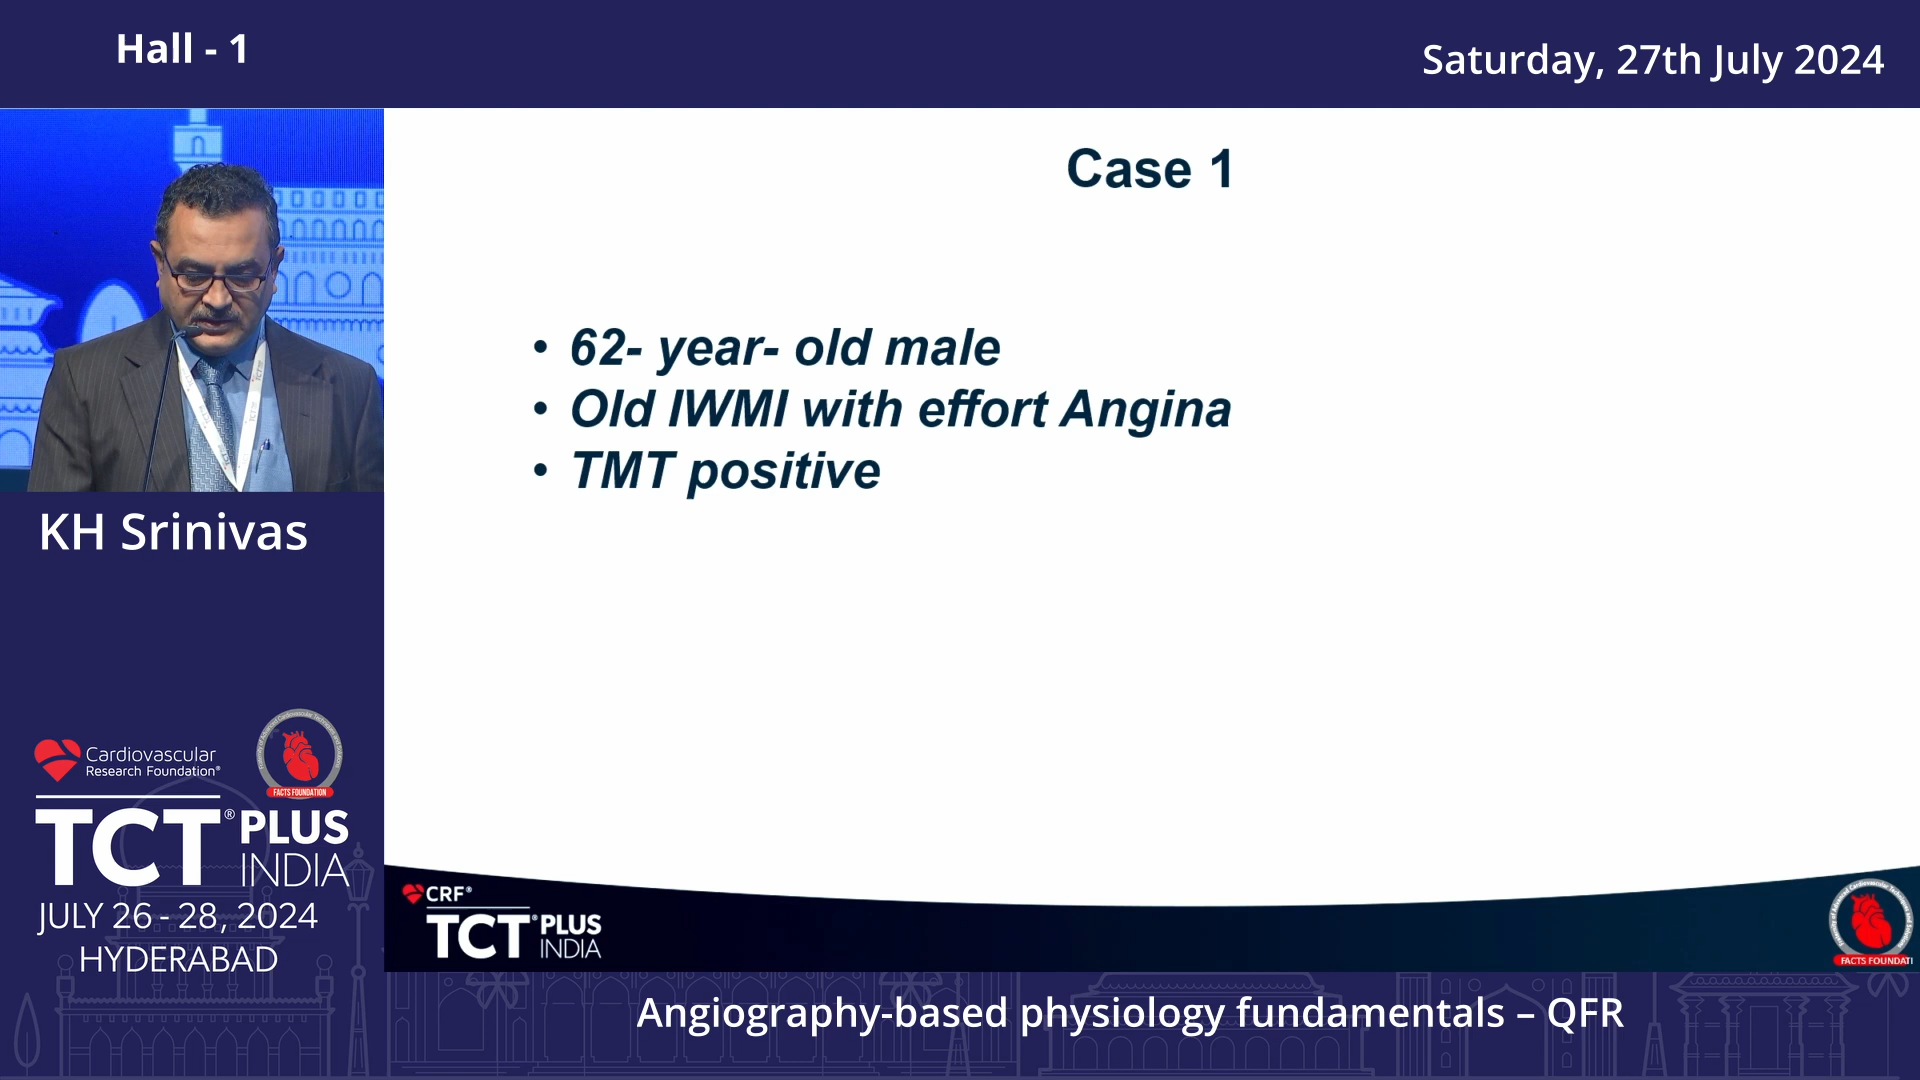 Hall - 1
Saturday, 27th July 2024
Case 1
• 62- year- old male
• Old IWMI with effort Angina
• TMT positive
KH Srinivas
Cardiovascular
Research Foundation®
FACTS FOUNDATION
TCT® PLUS
INDIA
JULY 26 - 28, 2024
HYDERABAD
CRF®
TCT® PLUS
INDIA
FACTS FOUNDATI
Angiography-based physiology fundamentals – QFR